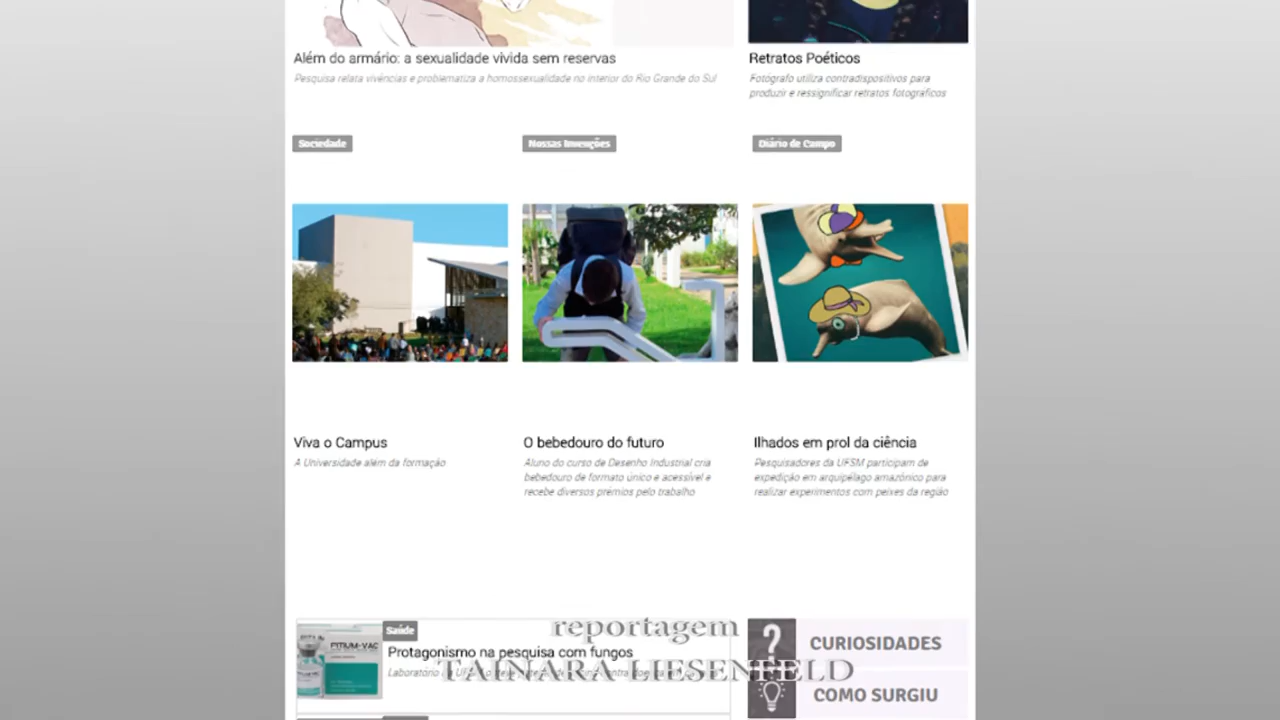 Além do armário: a sexualidade vivida sem reservas
Pesquisa relata vivências e problematiza a homossexualidade no interior do Rio Grande do Sul
Retratos Poéticos
Fotógrafo utiliza contradispositivos para
produzir e ressignificar retratos fotográficos
Sociedade
Nossas Invenções
Diário de Campo
Viva o Campus
A Universidade além da formação
O bebedouro do futuro
Aluno do curso de Desenho Industrial cria
bebedouro de formato único e acessível e
recebe diversos prêmios pelo trabalho
Ilhados em prol da ciência
Pesquisadores da UFSM participam de
expedição em arquipélago amazônico para
realizar experimentos com peixes da região
PITIUM-VAC
Saúde
Protagonismo na pesquisa com fungos
Laboratório
reportagem
TAINARA LIESENFELD
?
CURIOSIDADES
COMO SURGIU